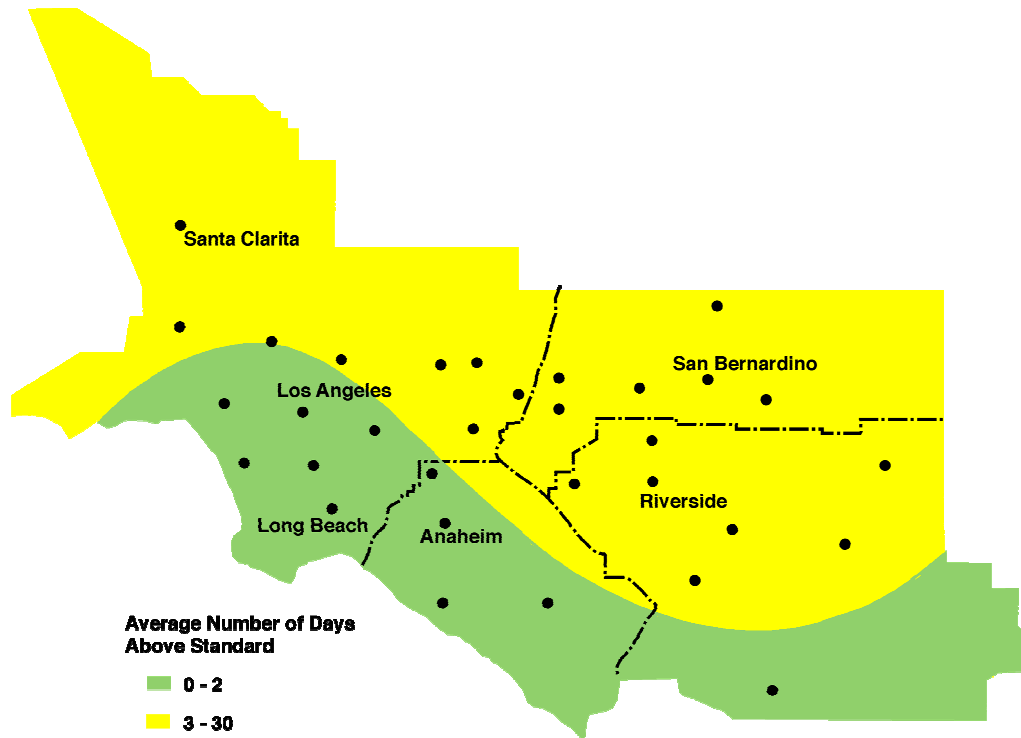 Santa Clarita
San Bernardino
Los Angeles
Riverside
Long Beach
Anaheim
Average Number of Days
Above Standard
0 - 2
3 - 30